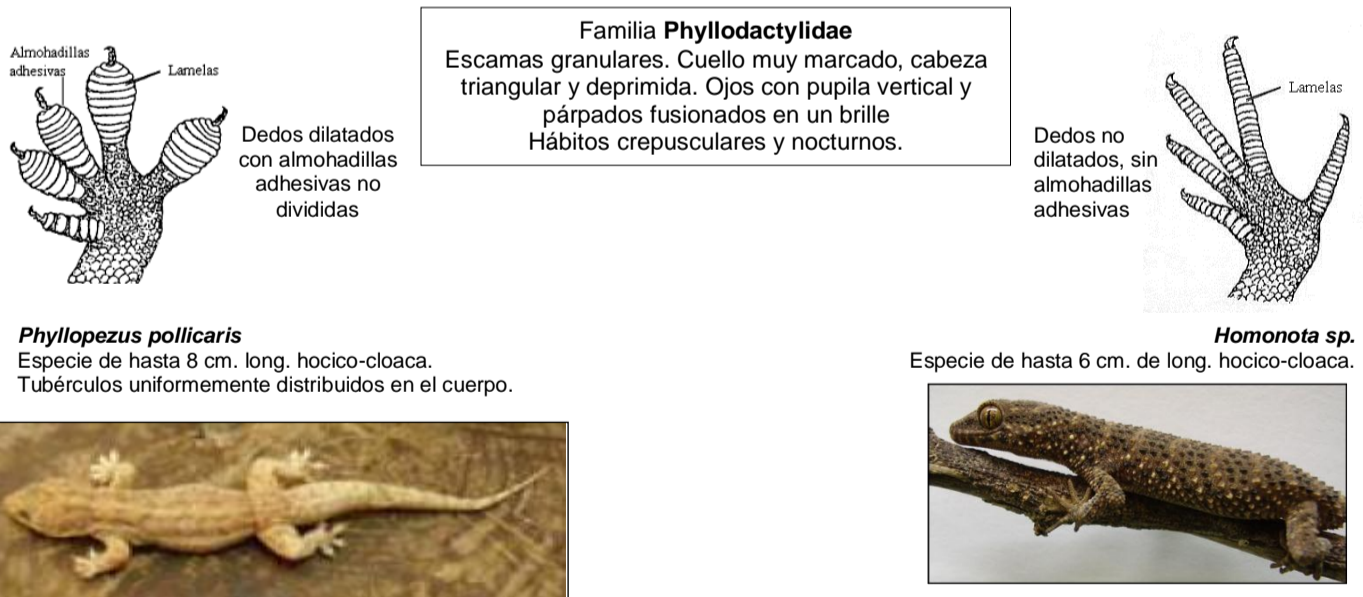 Familia Phyllodactylidae
Escamas granulares. Cuello muy marcado, cabeza
triangular y deprimida. Ojos con pupila vertical y
párpados fusionados en un brille
Hábitos crepusculares y nocturnos.
Almohadillas
adhesivas
Lamelas
Dedos dilatados
con almohadillas
adhesivas no
divididas
Lamelas
Dedos no
dilatados, sin
almohadillas
adhesivas
Phyllopezus pollicaris
Especie de hasta 8 cm. long. hocico-cloaca.
Tubérculos uniformemente distribuidos en el cuerpo.
Homonota sp.
Especie de hasta 6 cm. de long. hocico-cloaca.